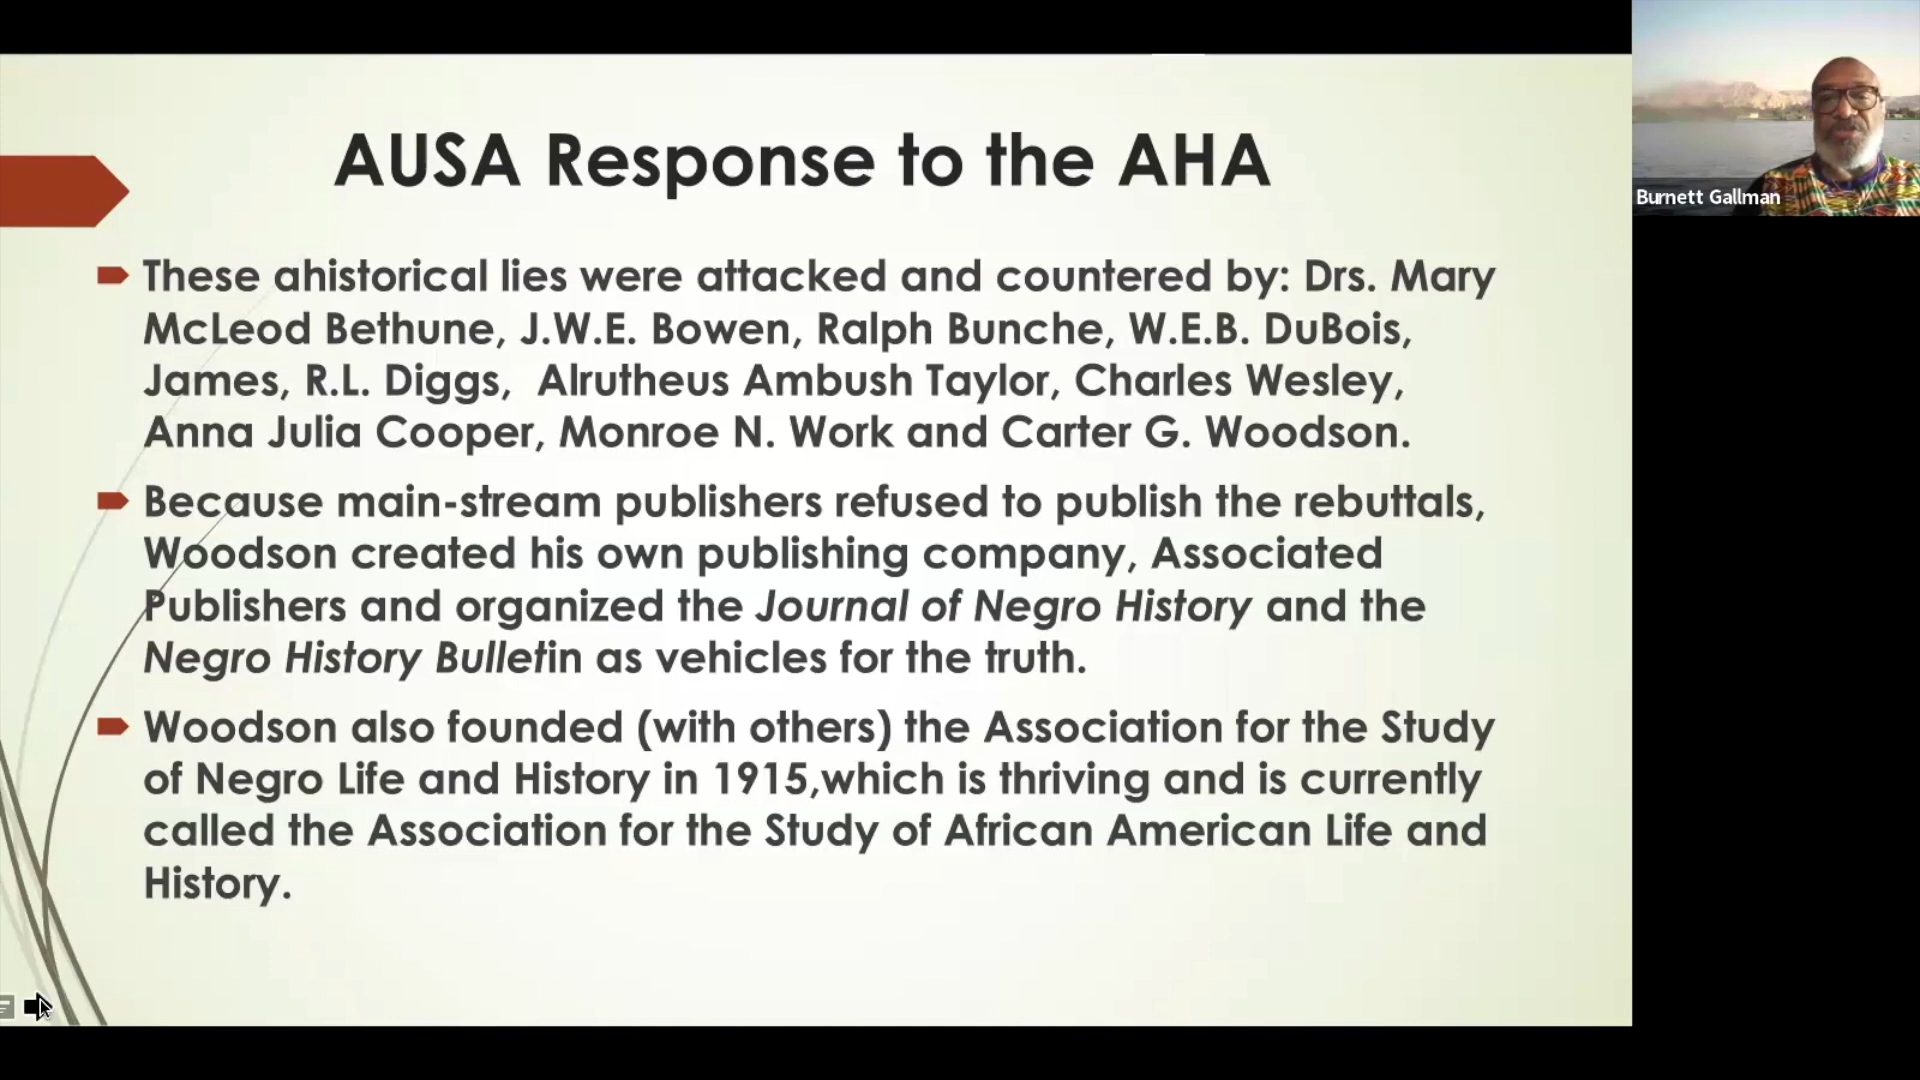 AUSA Response to the AHA
These ahistorical lies were attacked and countered by: Drs. Mary
McLeod Bethune, J.W.E. Bowen, Ralph Bunche, W.E.B. DuBois,
James, R.L. Diggs, Alrutheus Ambush Taylor, Charles Wesley,
Anna Julia Cooper, Monroe N. Work and Carter G. Woodson.
Because main-stream publishers refused to publish the rebuttals,
Woodson created his own publishing company, Associated
Publishers and organized the Journal of Negro History and the
Negro History Bulletin as vehicles for the truth.
Woodson also founded (with others) the Association for the Study
of Negro Life and History in 1915,which is thriving and is currently
called the Association for the Study of African American Life and
History.
Burnett Gallman